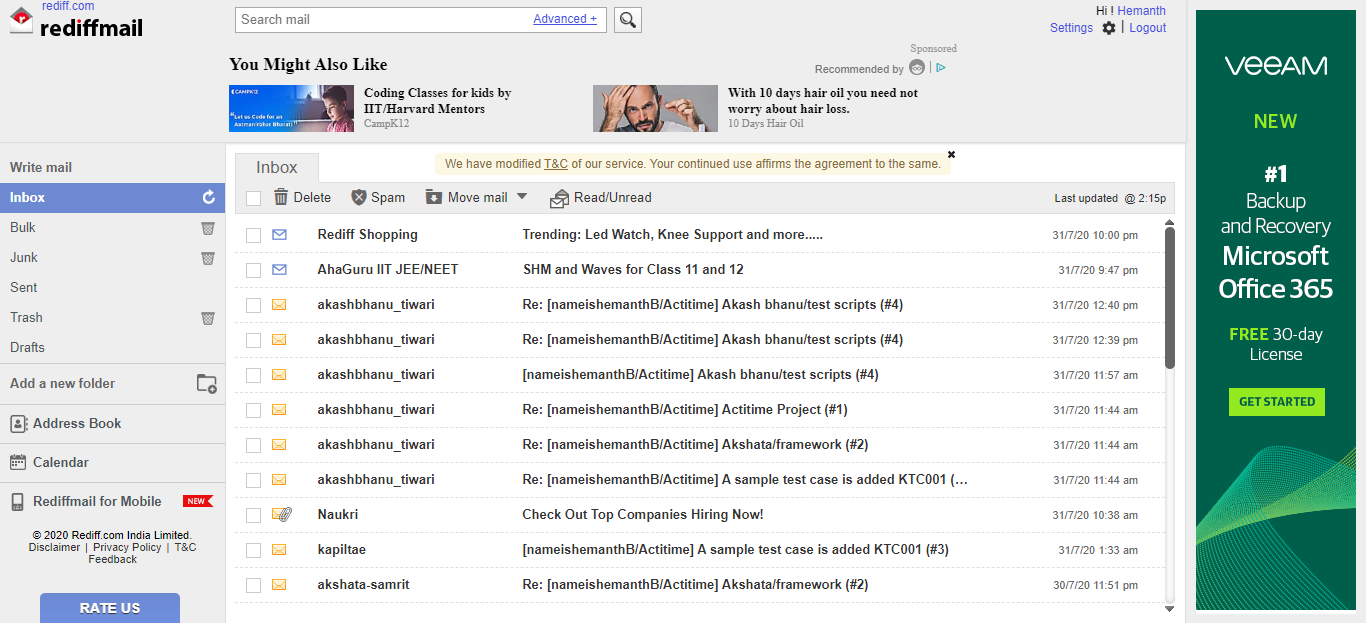 rediff.com
rediffmail
Search mail
Advanced +
Hi ! Hemanth
Settings | Logout
You Might Also Like
Sponsored
Recommended by
CAMPK12
"Let us Code for an
Aatmanirbhar Bharat!"
Coding Classes for kids by
IIT/Harvard Mentors
CampK12
With 10 days hair oil you need not
worry about hair loss.
10 Days Hair Oil
Write mail
Inbox
Bulk
Junk
Sent
Trash
Drafts
Add a new folder
Address Book
Calendar
Rediffmail for Mobile NEW
© 2020 Rediff.com India Limited.
Disclaimer | Privacy Policy | T&C
Feedback
RATE US
Inbox
We have modified T&C of our service. Your continued use affirms the agreement to the same.
Delete Spam Move mail Read/Unread Last updated @ 2:15p
Rediff Shopping Trending: Led Watch, Knee Support and more..... 31/7/20 10:00 pm
AhaGuru IIT JEE/NEET SHM and Waves for Class 11 and 12 31/7/20 9:47 pm
akashbhanu_tiwari Re: [nameishemanthB/Actitime] Akash bhanu/test scripts (#4) 31/7/20 12:40 pm
akashbhanu_tiwari Re: [nameishemanthB/Actitime] Akash bhanu/test scripts (#4) 31/7/20 12:39 pm
akashbhanu_tiwari [nameishemanthB/Actitime] Akash bhanu/test scripts (#4) 31/7/20 11:57 am
akashbhanu_tiwari Re: [nameishemanthB/Actitime] Actitime Project (#1) 31/7/20 11:44 am
akashbhanu_tiwari Re: [nameishemanthB/Actitime] Akshata/framework (#2) 31/7/20 11:44 am
akashbhanu_tiwari Re: [nameishemanthB/Actitime] A sample test case is added KTC001 (… 31/7/20 11:44 am
Naukri Check Out Top Companies Hiring Now! 31/7/20 10:38 am
kapiltae [nameishemanthB/Actitime] A sample test case is added KTC001 (#3) 31/7/20 1:33 am
akshata-samrit Re: [nameishemanthB/Actitime] Akshata/framework (#2) 30/7/20 11:51 pm
VEEAM
NEW
#1
Backup
and Recovery
Microsoft
Office 365
FREE 30-day
License
GET STARTED